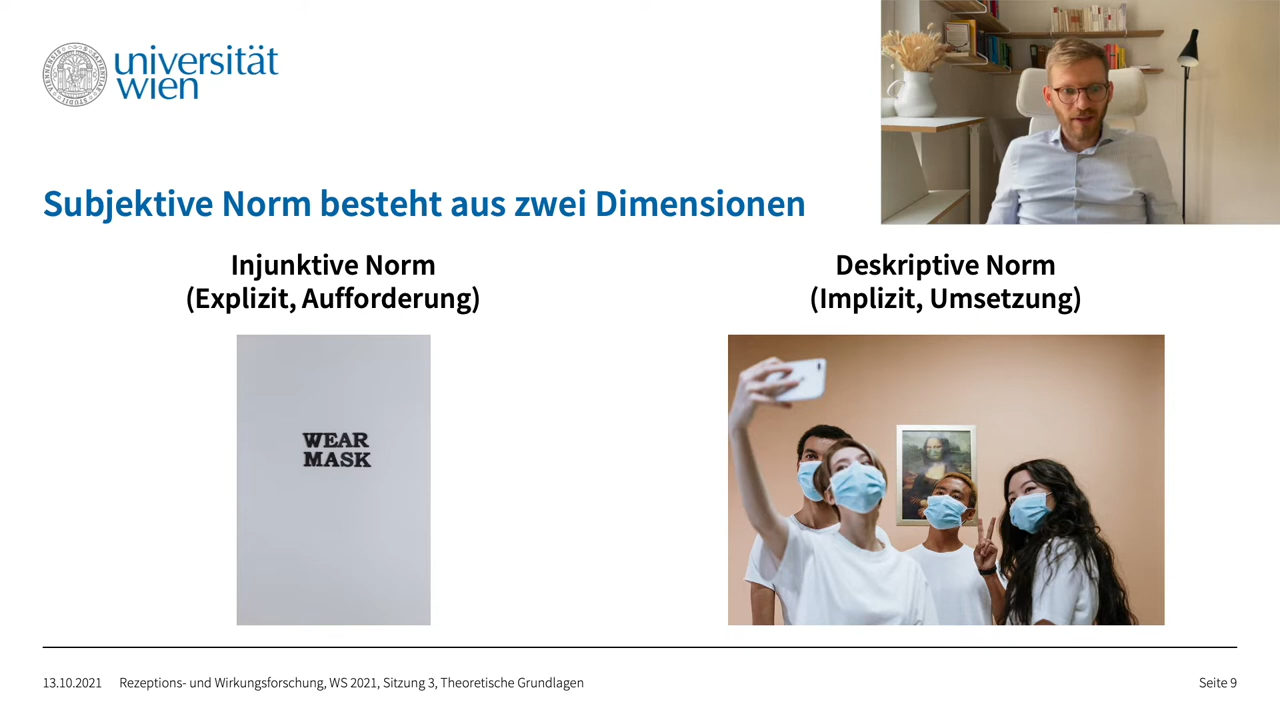 universität
wien
Subjektive Norm besteht aus zwei Dimensionen
Injunktive Norm
(Explizit, Aufforderung)
Deskriptive Norm
(Implizit, Umsetzung)
WEAR
MASK
13.10.2021 Rezeptions- und Wirkungsforschung, WS 2021, Sitzung 3, Theoretische Grundlagen
Seite 9